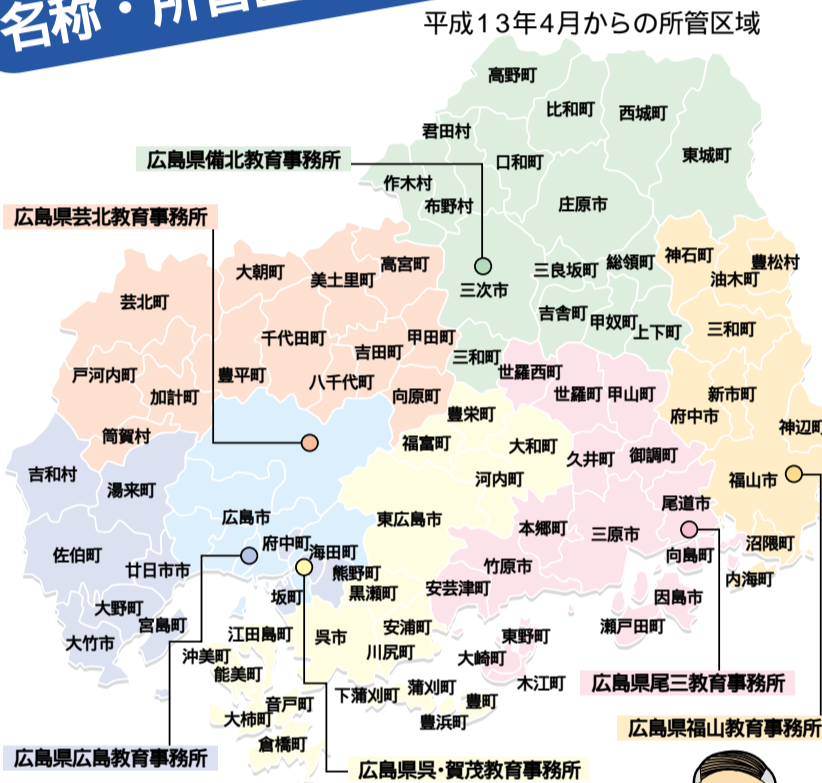 名称・所管区
平成13年4月からの所管区域
高野町
比和町
西城町
君田村
口和町
東城町
広島県備北教育事務所
作木村
布野村
庄原市
広島県芸北教育事務所
大朝町
美土里町
高宮町
三良坂町
総領町
神石町
油木町
豊松村
三次市
芸北町
吉舎町
甲奴町
上下町
三和町
千代田町
甲田町
吉田町
三和町
世羅西町
戸河内町
加計町
豊平町
八千代町
向原町
世羅町
甲山町
新市町
府中市
豊栄町
神辺町
筒賀村
福富町
大和町
久井町
御調町
吉和村
湯来町
河内町
福山市
広島市
東広島市
本郷町
三原市
尾道市
佐伯町
廿日市市
府中町
海田町
熊野町
向島町
沼隈町
竹原市
内海町
坂町
黒瀬町
安芸津町
因島市
大野町
宮島町
大竹市
江田島町
呉市
安浦町
川尻町
東野町
瀬戸田町
沖美町
能美町
大崎町
木江町
広島県尾三教育事務所
音戸町
下蒲刈町
蒲刈町
豊町
豊浜町
大柿町
倉橋町
広島県福山教育事務所
広島県広島教育事務所
広島県呉・賀茂教育事務所